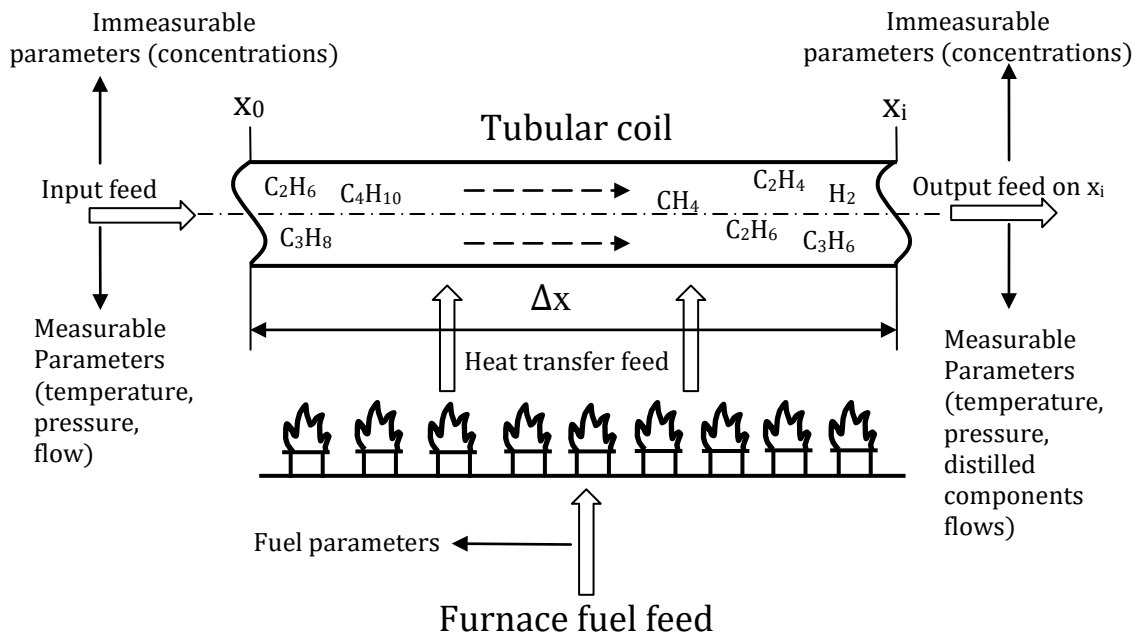 Immeasurable
parameters (concentrations)
Immeasurable
parameters (concentrations)
x₀
xᵢ
Tubular coil
Input feed
C₂H₆
C₄H₁₀
C₃H₈
CH₄
C₂H₄
H₂
C₂H₆
C₃H₆
Output feed on xᵢ
Δx
Heat transfer feed
Measurable
Parameters
(temperature,
pressure,
flow)
Measurable
Parameters
(temperature,
pressure,
distilled
components
flows)
Fuel parameters
Furnace fuel feed